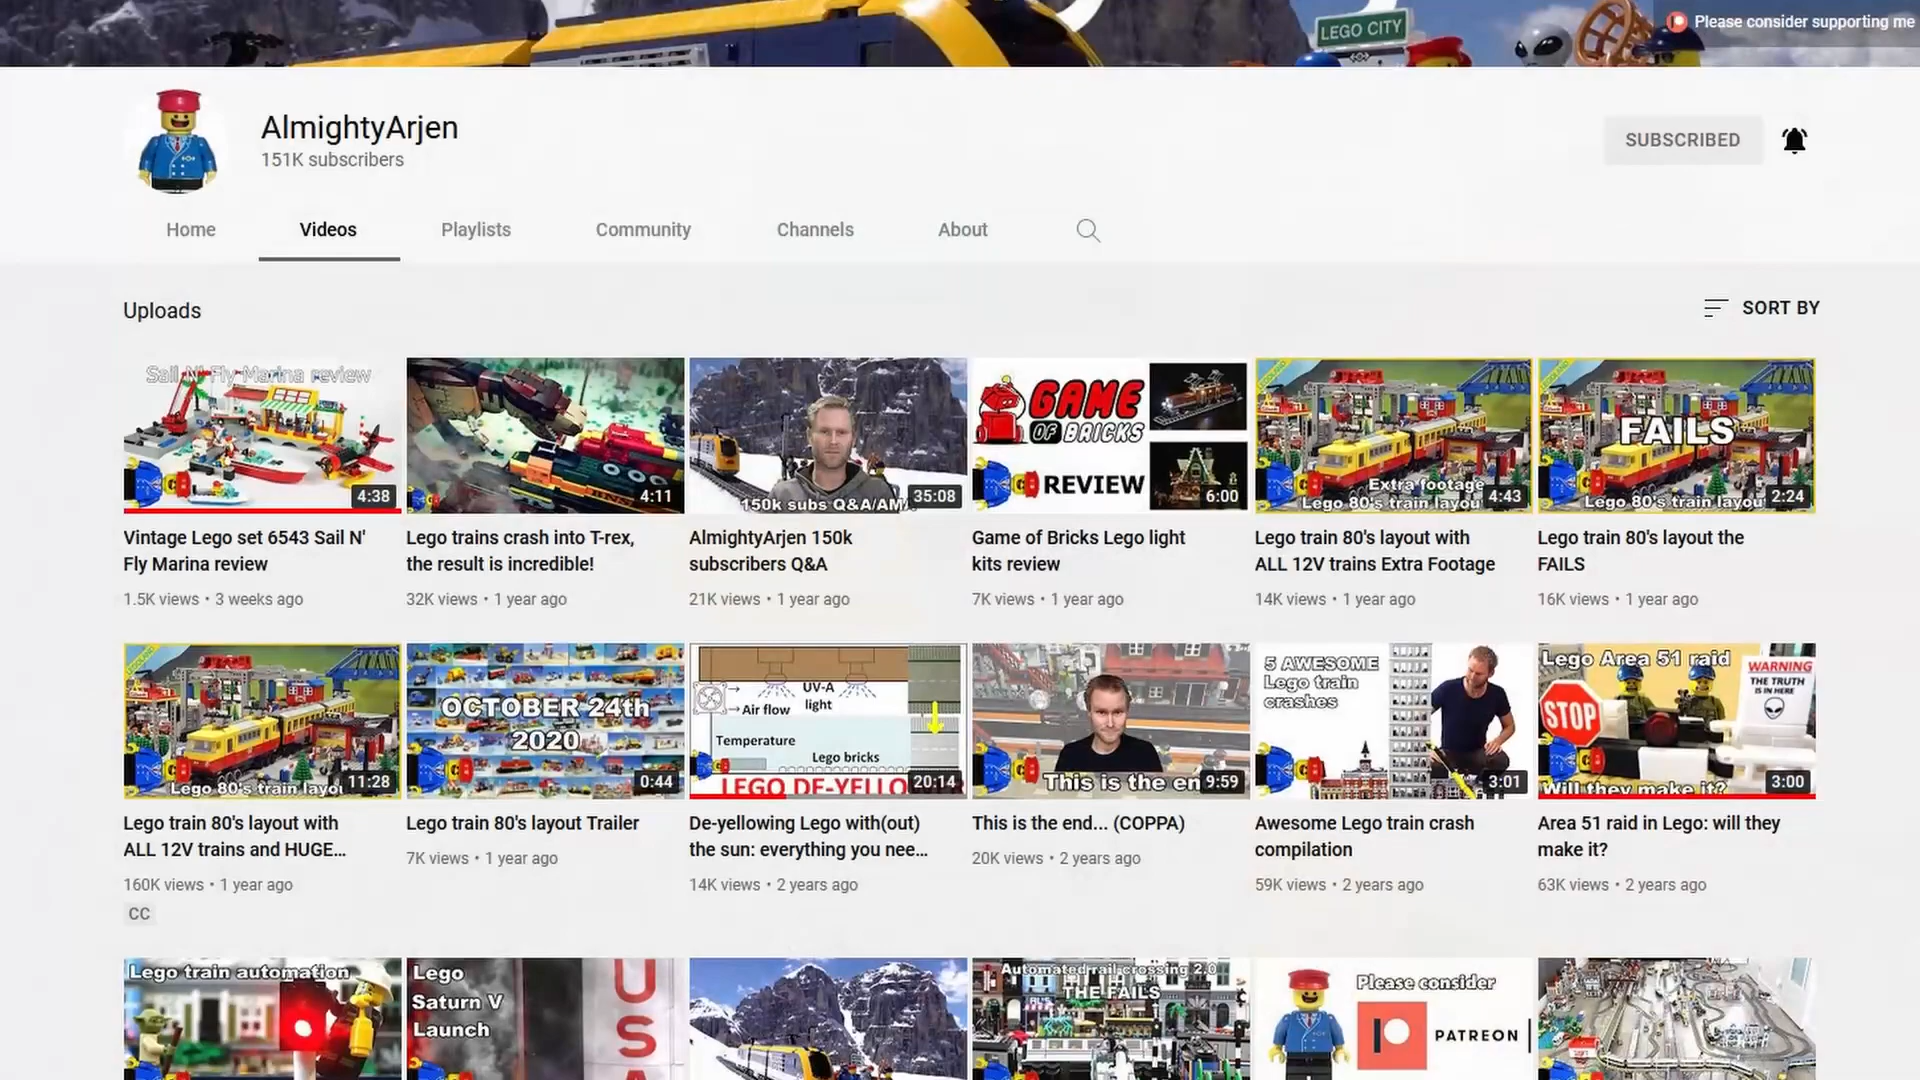 LEGO CITY
Please consider supporting me
AlmightyArjen
151K subscribers
SUBSCRIBED
Home
Videos
Playlists
Community
Channels
About
Uploads
SORT BY
Sail N' Fly Marina review
4:38
4:11
150k subs Q&A/AMA
35:08
GAME
OF BRICKS
REVIEW
6:00
Extra footage
Lego 80's train layou
4:43
FAILS
Lego 80's train layou
2:24
Vintage Lego set 6543 Sail N'
Fly Marina review
1.5K views • 3 weeks ago
Lego trains crash into T-rex,
the result is incredible!
32K views • 1 year ago
AlmightyArjen 150k
subscribers Q&A
21K views • 1 year ago
Game of Bricks Lego light
kits review
7K views • 1 year ago
Lego train 80's layout with
ALL 12V trains Extra Footage
14K views • 1 year ago
Lego train 80's layout the
FAILS
16K views • 1 year ago
Lego 80's train layou
11:28
OCTOBER 24th
2020
0:44
UV-A
light
Air flow
Temperature
Lego bricks
LEGO DE-YELLO
20:14
This is the en
9:59
5 AWESOME
Lego train
crashes
3:01
Lego Area 51 raid
STOP
WARNING
THE TRUTH
IS IN HERE
Will they make it?
3:00
Lego train 80's layout with
ALL 12V trains and HUGE...
160K views • 1 year ago
CC
Lego train 80's layout Trailer
7K views • 1 year ago
De-yellowing Lego with(out)
the sun: everything you nee...
14K views • 2 years ago
This is the end... (COPPA)
20K views • 2 years ago
Awesome Lego train crash
compilation
59K views • 2 years ago
Area 51 raid in Lego: will they
make it?
63K views • 2 years ago
Lego train automation
Lego
Saturn V
Launch
U
S
A
Automated rail crossing 2.0
THE FAILS
Please consider
PATREON